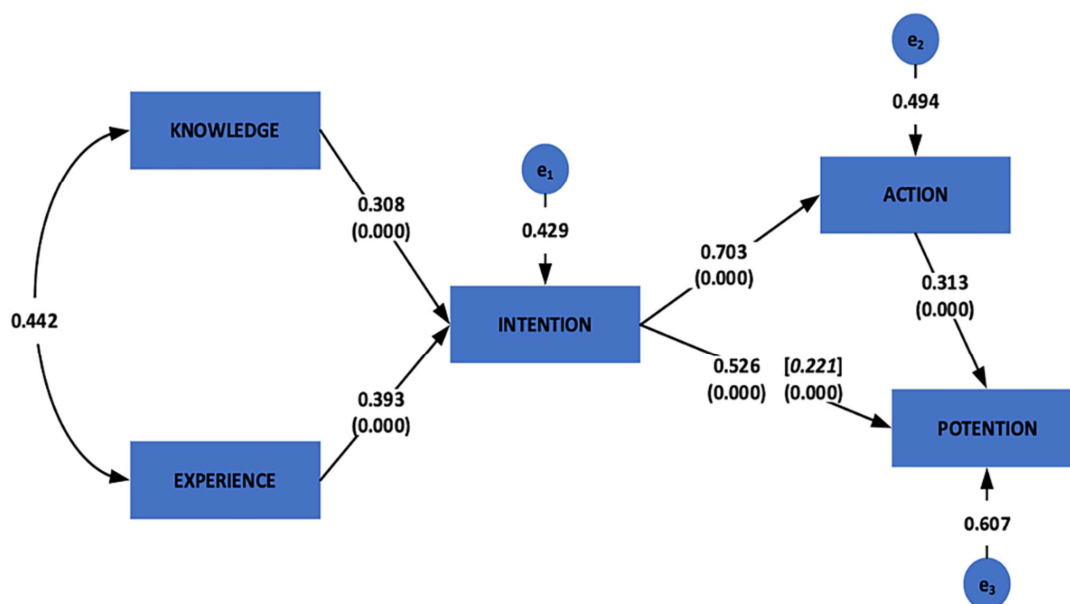 e2
0.494
KNOWLEDGE
e1
ACTION
0.308
(0.000)
0.429
0.703
(0.000)
0.313
(0.000)
0.442
INTENTION
0.526 [0.221]
(0.000) (0.000)
0.393
(0.000)
POTENTION
EXPERIENCE
0.607
e3